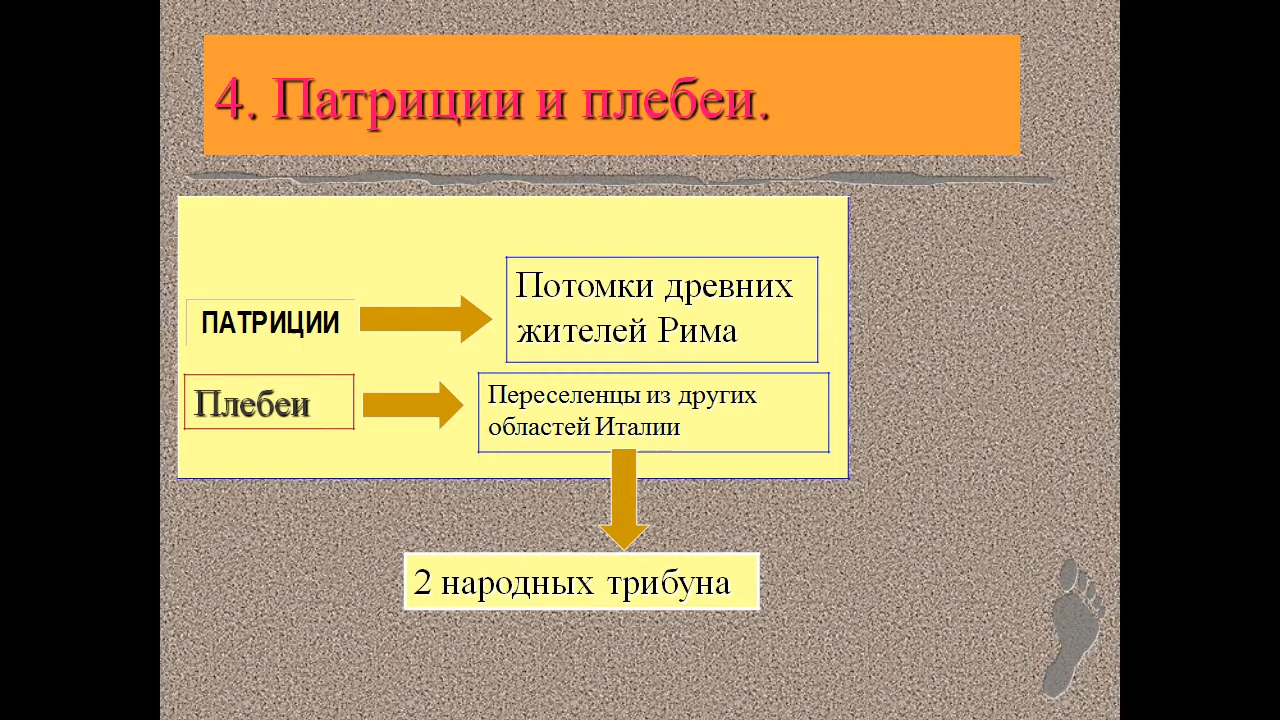 4. Патриции и плебеи.
ПАТРИЦИИ
Потомки древних
жителей Рима
Плебеи
Переселенцы из других
областей Италии
2 народных трибуна